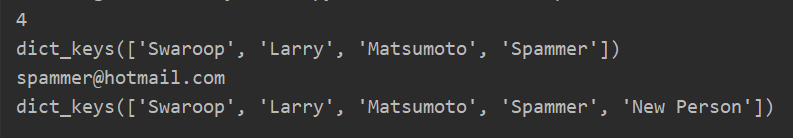 4
dict_keys(['Swaroop', 'Larry', 'Matsumoto', 'Spammer'])
spammer@hotmail.com
dict_keys(['Swaroop', 'Larry', 'Matsumoto', 'Spammer', 'New Person'])